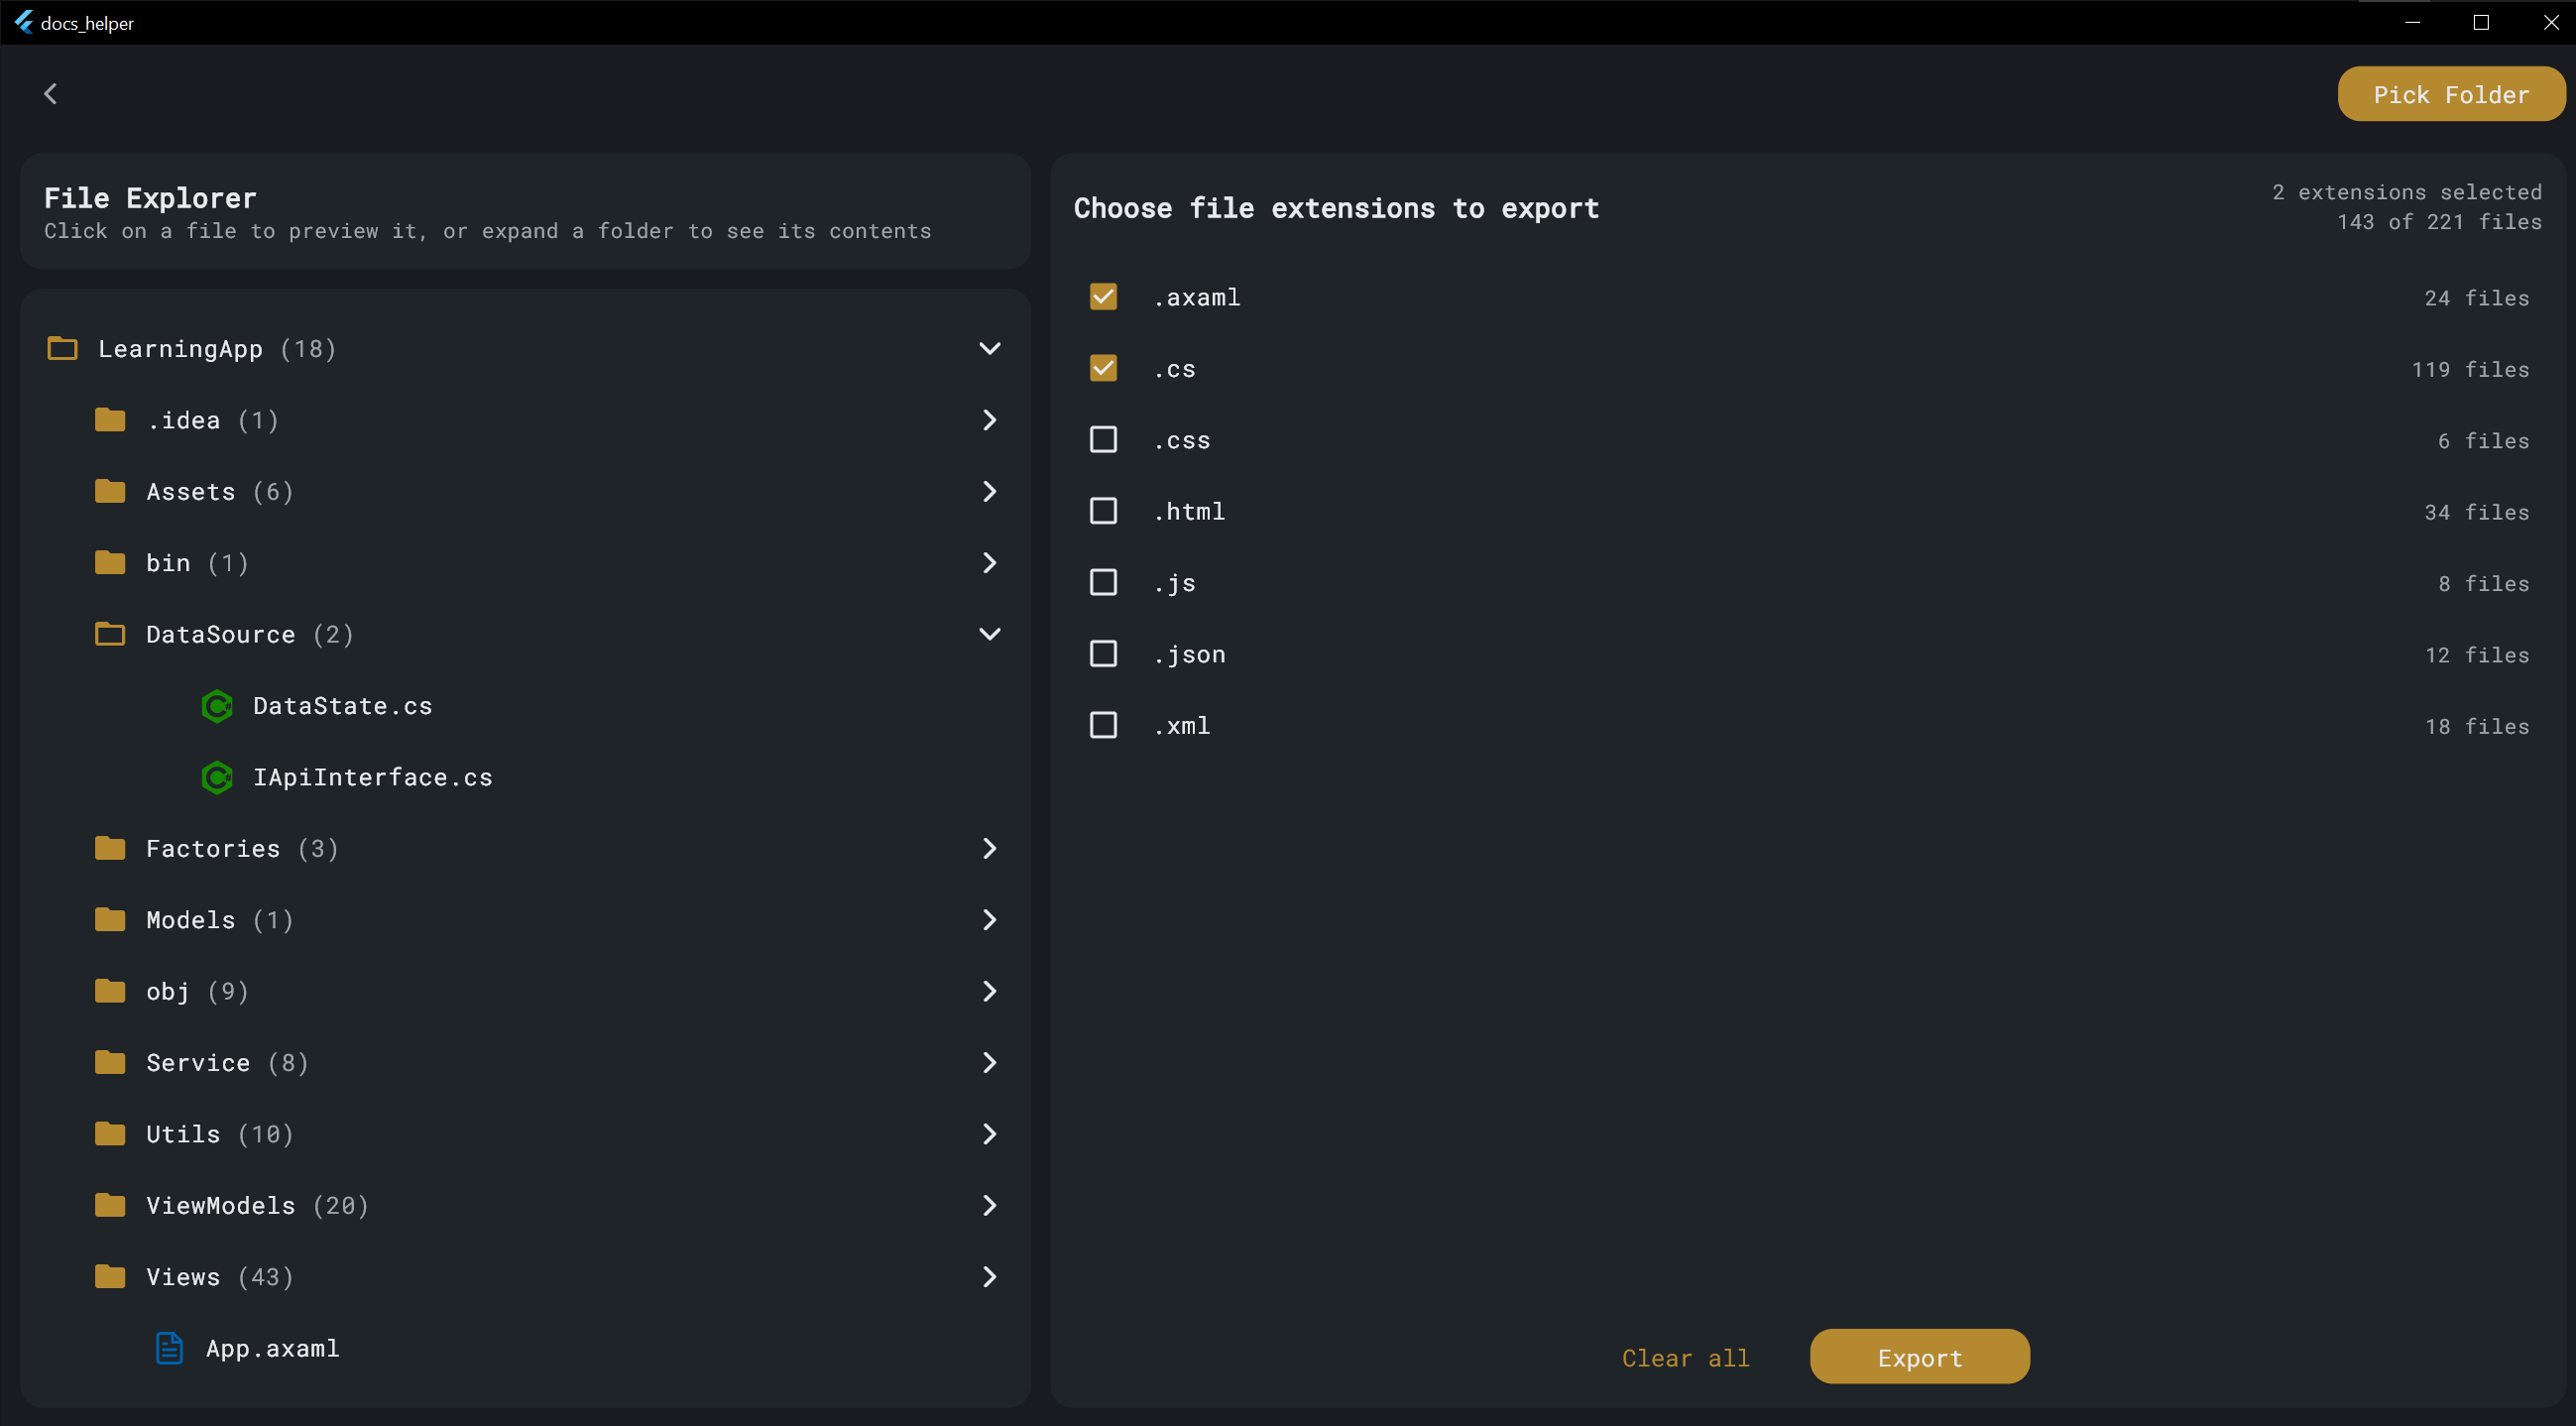 docs_helper
Pick Folder
File Explorer
Click on a file to preview it, or expand a folder to see its contents
LearningApp (18)
.idea (1)
Assets (6)
bin (1)
DataSource (2)
DataState.cs
IApiInterface.cs
Factories (3)
Models (1)
obj (9)
Service (8)
Utils (10)
ViewModels (20)
Views (43)
App.axaml
Choose file extensions to export
2 extensions selected
143 of 221 files
.axaml 24 files
.cs 119 files
.css 6 files
.html 34 files
.js 8 files
.json 12 files
.xml 18 files
Clear all
Export